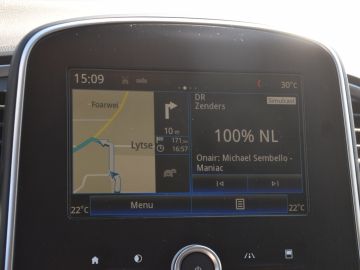 15:09
30°C
Foarwei
DR
Zenders
Simulcast
10 m
100% NL
Lytse
171 km
16:57
Onair: Michael Sembello -
Maniac
22°C
Menu
22°C